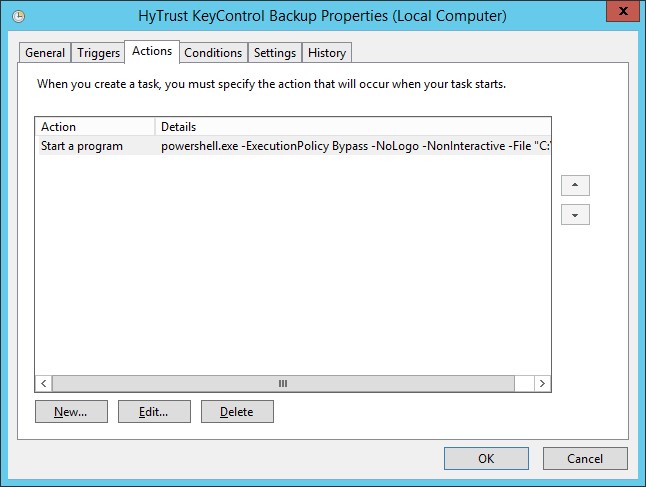 HyTrust KeyControl Backup Properties (Local Computer)
x
General Triggers Actions Conditions Settings History
When you create a task, you must specify the action that will occur when your task starts.
Action Details
Start a program powershell.exe -ExecutionPolicy Bypass -NoLogo -NonInteractive -File "C:'
New... Edit... Delete
OK Cancel